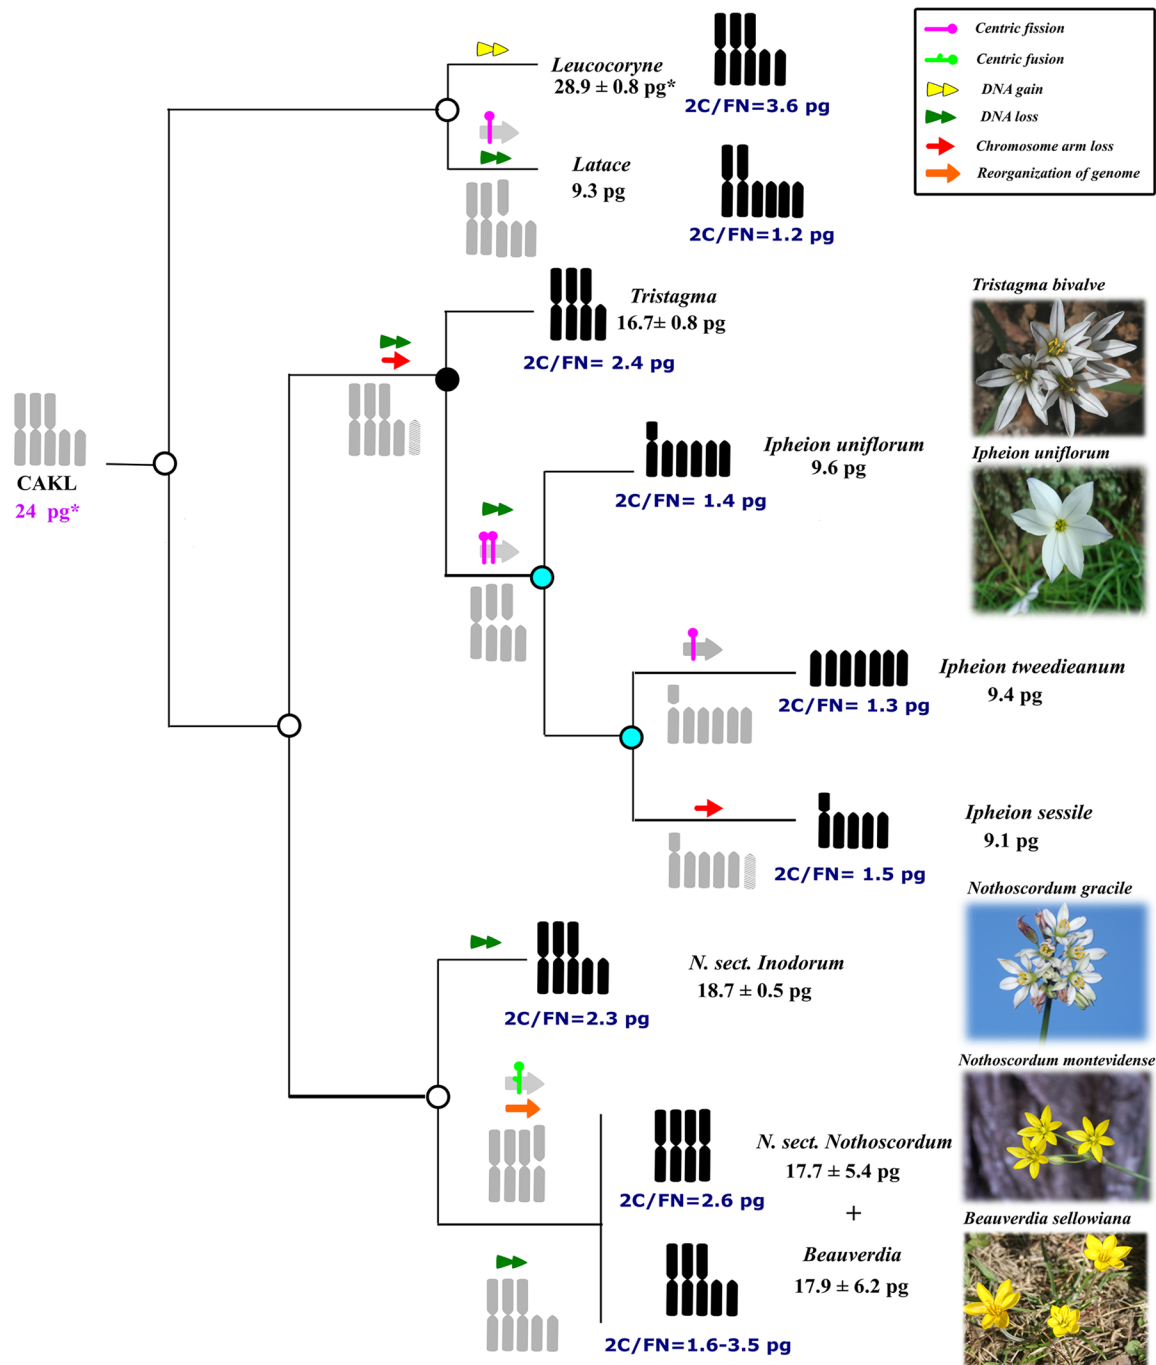 Centric fission
Centric fusion
DNA gain
DNA loss
Chromosome arm loss
Reorganization of genome
Leucocoryne
28.9 ± 0.8 pg*
2C/FN=3.6 pg
Latace
9.3 pg
2C/FN=1.2 pg
Tristagma
16.7± 0.8 pg
2C/FN= 2.4 pg
Tristagma bivalve
CAKL
24 pg*
Ipheion uniflorum
9.6 pg
2C/FN= 1.4 pg
Ipheion uniflorum
Ipheion tweedieanum
9.4 pg
2C/FN= 1.3 pg
Ipheion sessile
9.1 pg
2C/FN= 1.5 pg
Nothoscordum gracile
N. sect. Inodorum
18.7 ± 0.5 pg
2C/FN=2.3 pg
Nothoscordum montevidense
N. sect. Nothoscordum
17.7 ± 5.4 pg
2C/FN=2.6 pg
+
Beauverdia sellowiana
Beauverdia
17.9 ± 6.2 pg
2C/FN=1.6-3.5 pg